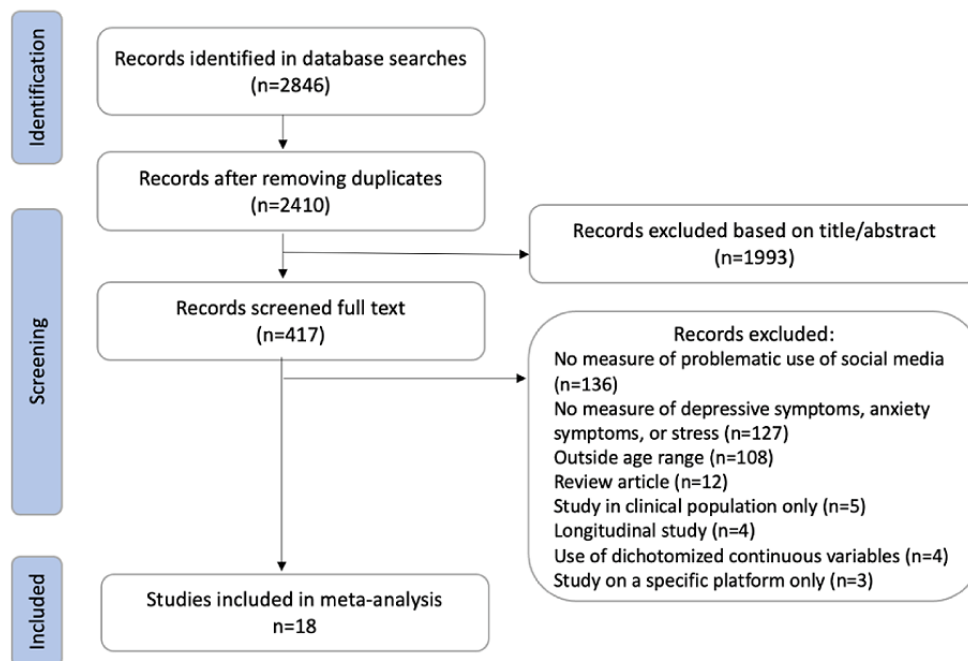 Identification
Records identified in database searches
(n=2846)
Records after removing duplicates
(n=2410)
Screening
Records excluded based on title/abstract
(n=1993)
Records screened full text
(n=417)
Records excluded:
No measure of problematic use of social media
(n=136)
No measure of depressive symptoms, anxiety
symptoms, or stress (n=127)
Outside age range (n=108)
Review article (n=12)
Study in clinical population only (n=5)
Longitudinal study (n=4)
Use of dichotomized continuous variables (n=4)
Study on a specific platform only (n=3)
Included
Studies included in meta-analysis
n=18